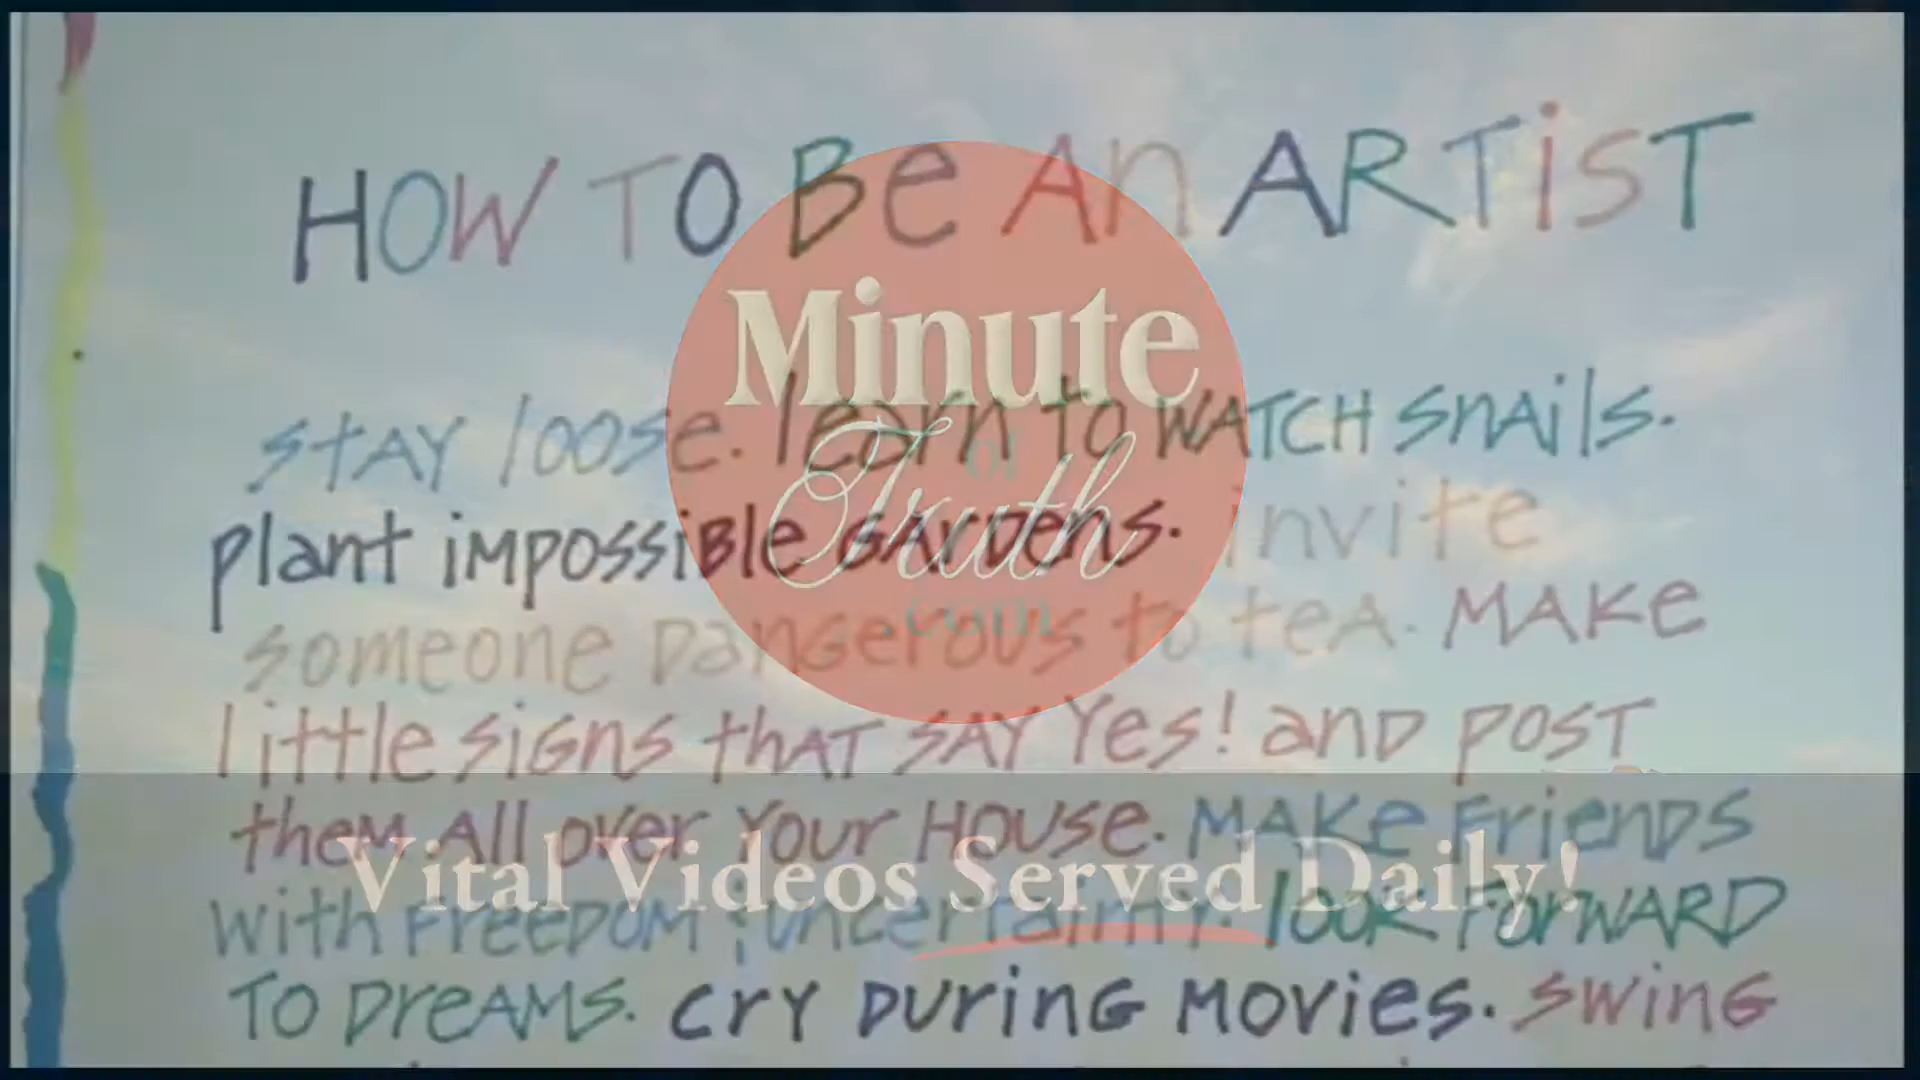 HOW TO Be An ARTiST
Minute
of
Truth
.com
stAY loose. learn to WATCH snAils.
plant impossiBle GArDens. invite
someone DanGerous to teA. MAKe
little siGns thAT SAY Yes! anD post
theM All over Your House. MAKe Friends
with FreeDOM & uncertainty. look ForWARD
TO DreAMS. cry DurinG Movies. swinG
Vital Videos Served Daily!